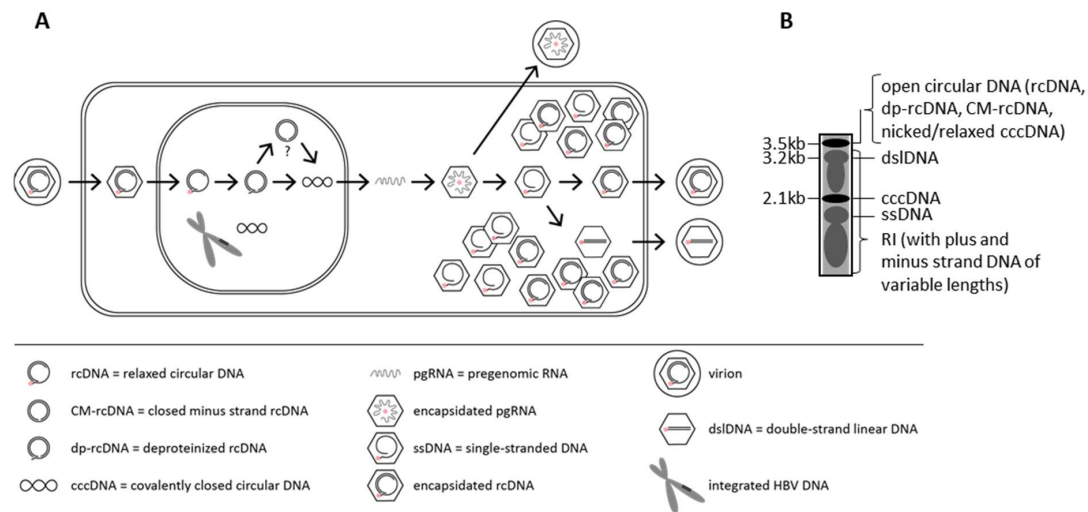 A
B
?
open circular DNA (rcDNA,
dp-rcDNA, CM-rcDNA,
nicked/relaxed cccDNA)
3.5kb
3.2kb
dslDNA
2.1kb
cccDNA
ssDNA
RI (with plus and
minus strand DNA of
variable lengths)
rcDNA = relaxed circular DNA
CM-rcDNA = closed minus strand rcDNA
dp-rcDNA = deproteinized rcDNA
cccDNA = covalently closed circular DNA
pgRNA = pregenomic RNA
encapsidated pgRNA
ssDNA = single-stranded DNA
encapsidated rcDNA
virion
dslDNA = double-strand linear DNA
integrated HBV DNA